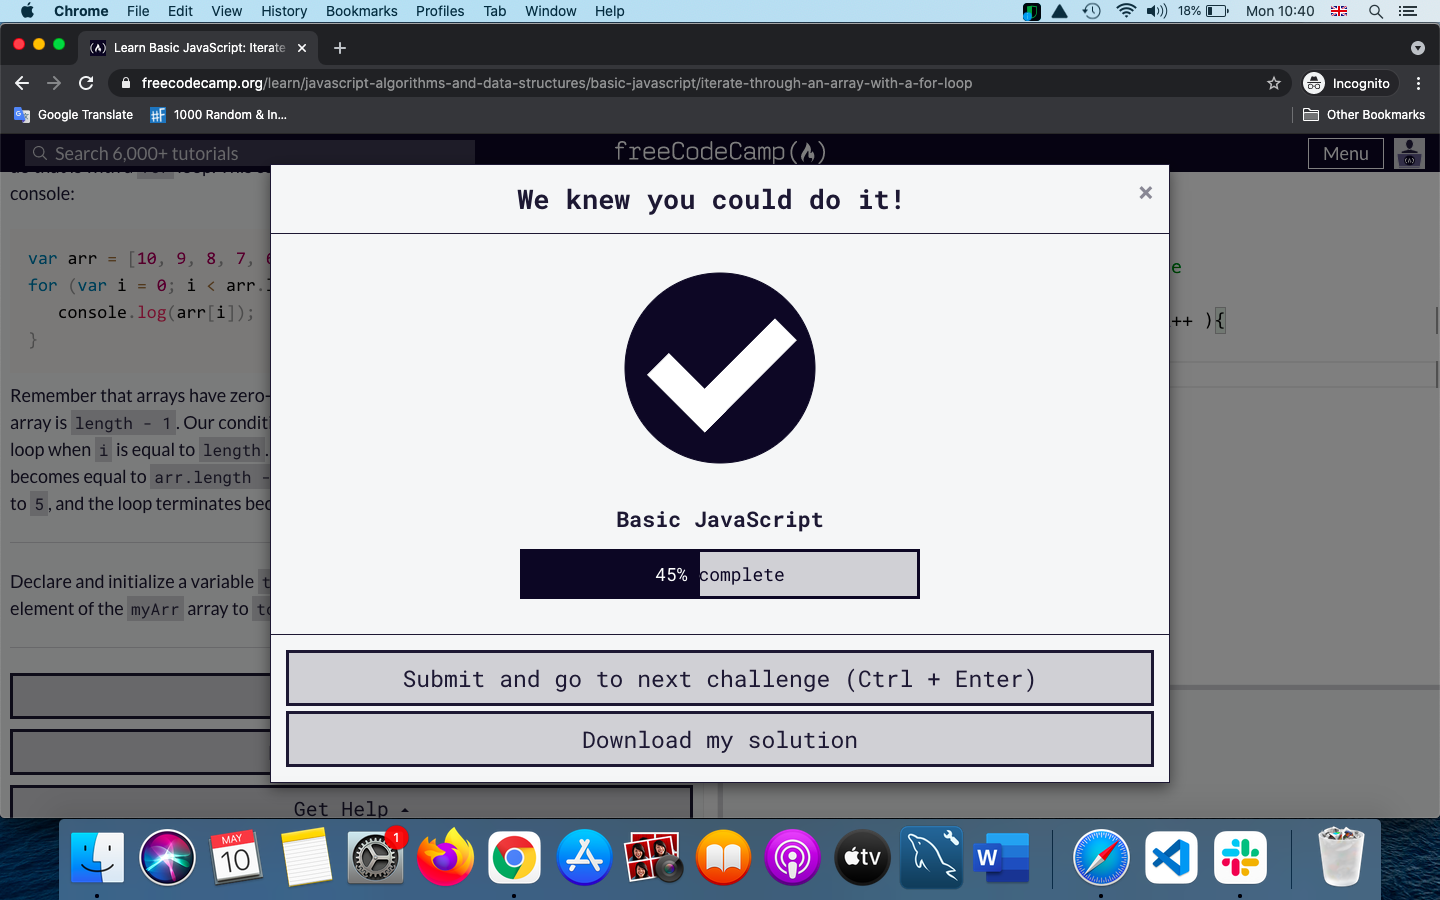 Chrome File Edit View History Bookmarks Profiles Tab Window Help 18% Mon 10:40
Learn Basic JavaScript: Iterate
freecodecamp.org/learn/javascript-algorithms-and-data-structures/basic-javascript/iterate-through-an-array-with-a-for-loop Incognito
Google Translate 1000 Random & In... Other Bookmarks
Search 6,000+ tutorials freeCodeCamp Menu
console:
We knew you could do it! ×
var arr = [10, 9, 8, 7,
for (var i = 0; i < arr.
console.log(arr[i]);
}
++ ){
Remember that arrays have zero-
array is length - 1. Our condit
loop when i is equal to length.
becomes equal to arr.length -
to 5, and the loop terminates bec
Basic JavaScript
45% complete
Declare and initialize a variable t
element of the myArr array to to
Submit and go to next challenge (Ctrl + Enter)
Download my solution
Get Help
1
MAY
10
tv
W